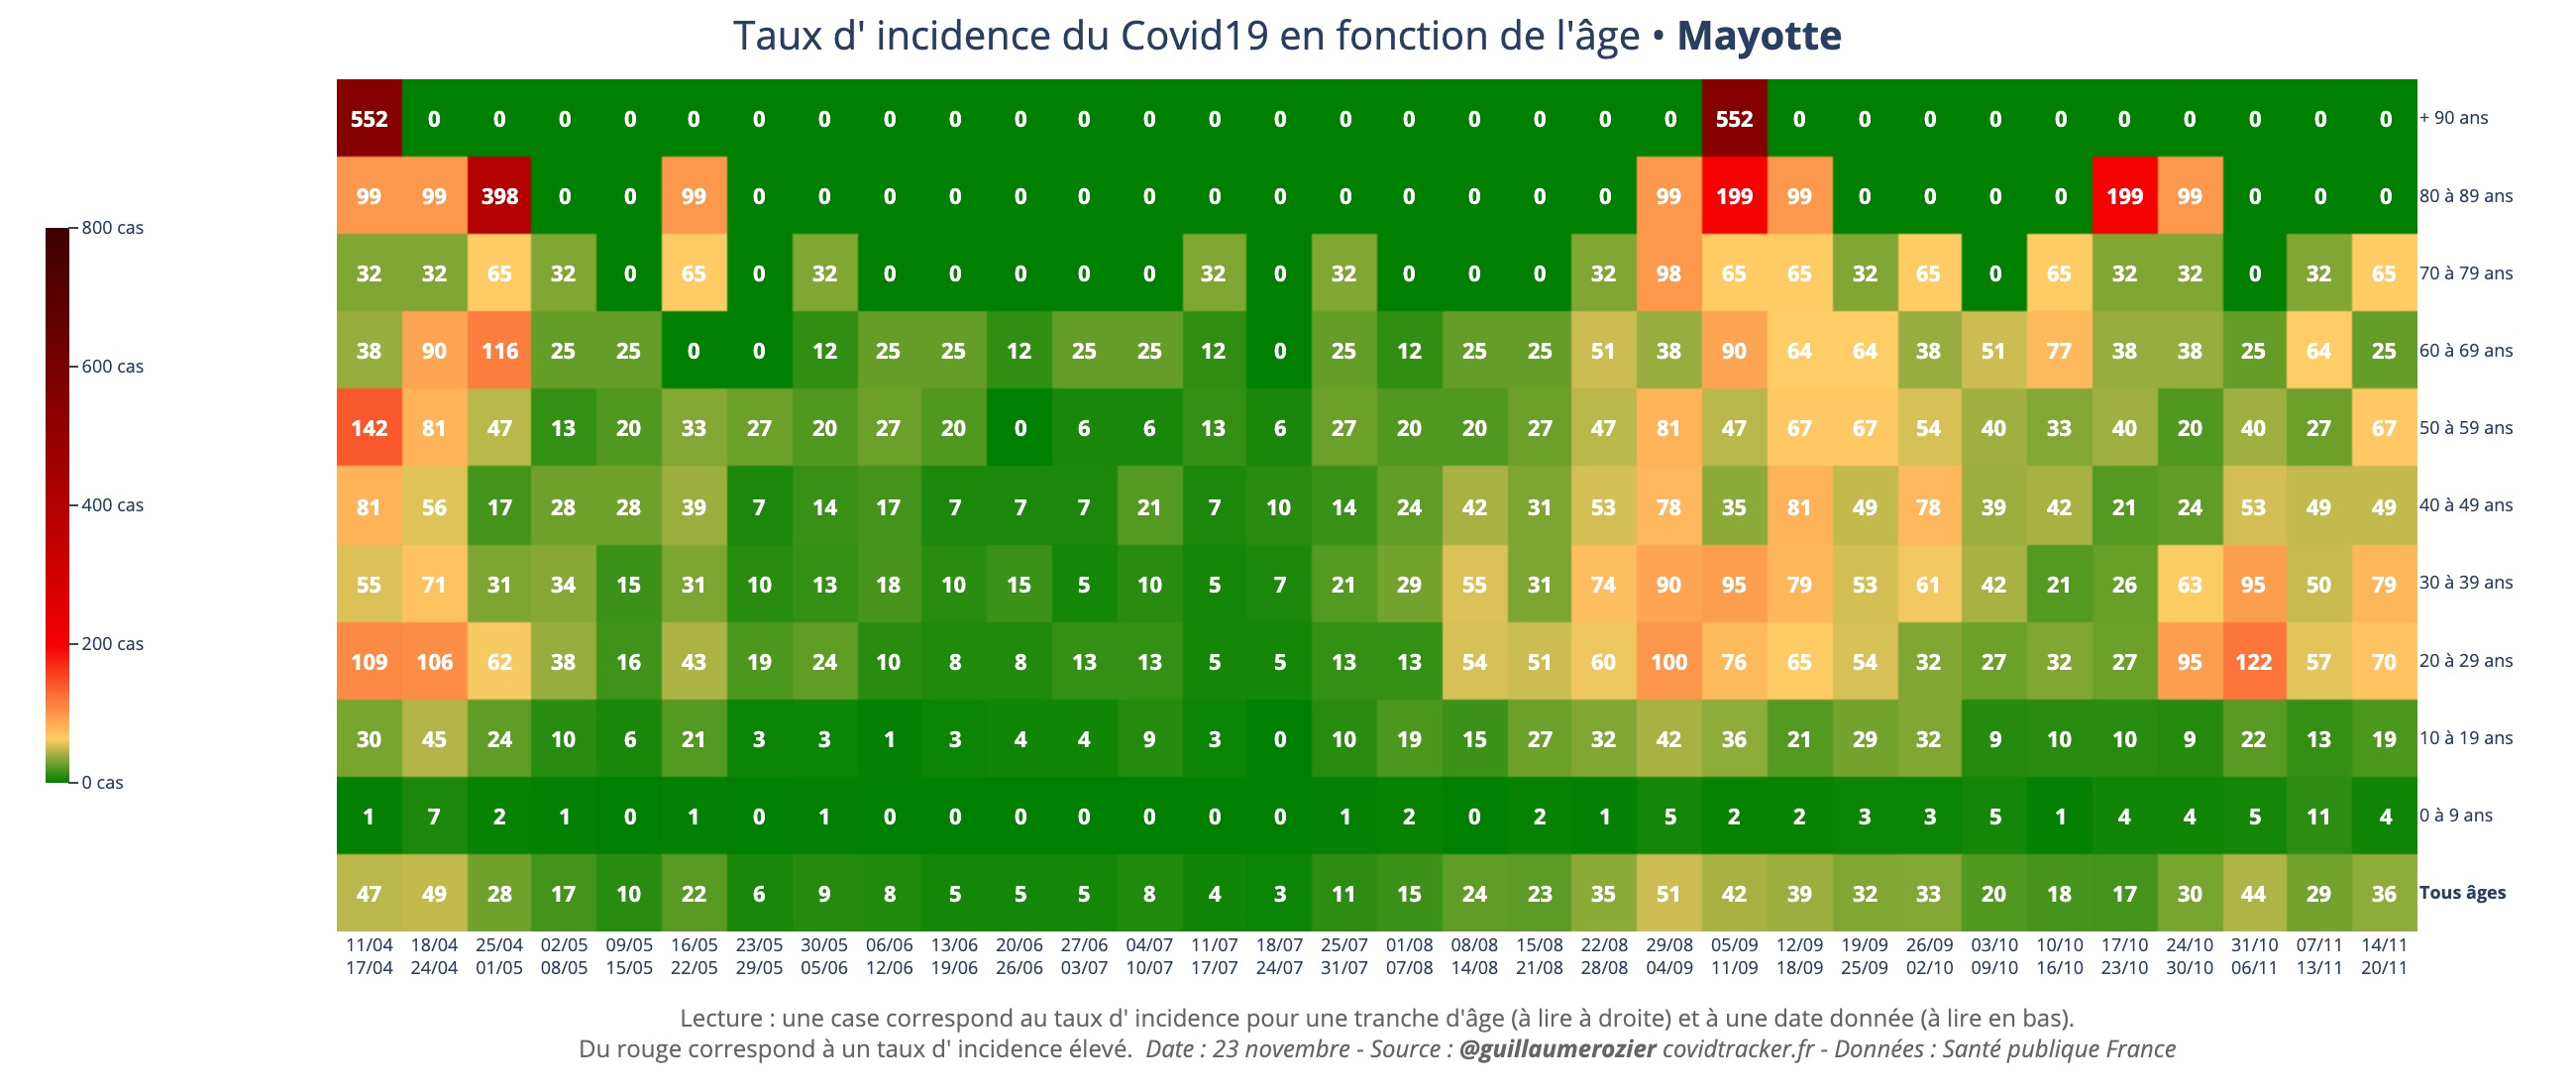 Taux d' incidence du Covid19 en fonction de l'âge • Mayotte
800 cas
600 cas
400 cas
200 cas
0 cas
552 0 0 0 0 0 0 0 0 0 0 0 0 0 0 0 0 0 0 0 0 552 0 0 0 0 0 0 0 0 0 0 + 90 ans
99 99 398 0 0 99 0 0 0 0 0 0 0 0 0 0 0 0 0 0 99 199 99 0 0 0 0 199 99 0 0 0 80 à 89 ans
32 32 65 32 0 65 0 32 0 0 0 0 0 32 0 32 0 0 0 32 98 65 65 32 65 0 65 32 32 0 32 65 70 à 79 ans
38 90 116 25 25 0 0 12 25 25 12 25 25 12 0 25 12 25 25 51 38 90 64 64 38 51 77 38 38 25 64 25 60 à 69 ans
142 81 47 13 20 33 27 20 27 20 0 6 6 13 6 27 20 20 27 47 81 47 67 67 54 40 33 40 20 40 27 67 50 à 59 ans
81 56 17 28 28 39 7 14 17 7 7 7 21 7 10 14 24 42 31 53 78 35 81 49 78 39 42 21 24 53 49 49 40 à 49 ans
55 71 31 34 15 31 10 13 18 10 15 5 10 5 7 21 29 55 31 74 90 95 79 53 61 42 21 26 63 95 50 79 30 à 39 ans
109 106 62 38 16 43 19 24 10 8 8 13 13 5 5 13 13 54 51 60 100 76 65 54 32 27 32 27 95 122 57 70 20 à 29 ans
30 45 24 10 6 21 3 3 1 3 4 4 9 3 0 10 19 15 27 32 42 36 21 29 32 9 10 10 9 22 13 19 10 à 19 ans
1 7 2 1 0 1 0 1 0 0 0 0 0 0 0 1 2 0 2 1 5 2 2 3 3 5 1 4 4 5 11 4 0 à 9 ans
47 49 28 17 10 22 6 9 8 5 5 5 8 4 3 11 15 24 23 35 51 42 39 32 33 20 18 17 30 44 29 36 Tous âges
11/04 18/04 25/04 02/05 09/05 16/05 23/05 30/05 06/06 13/06 20/06 27/06 04/07 11/07 18/07 25/07 01/08 08/08 15/08 22/08 29/08 05/09 12/09 19/09 26/09 03/10 10/10 17/10 24/10 31/10 07/11 14/11
17/04 24/04 01/05 08/05 15/05 22/05 29/05 05/06 12/06 19/06 26/06 03/07 10/07 17/07 24/07 31/07 07/08 14/08 21/08 28/08 04/09 11/09 18/09 25/09 02/10 09/10 16/10 23/10 30/10 06/11 13/11 20/11
Lecture : une case correspond au taux d' incidence pour une tranche d'âge (à lire à droite) et à une date donnée (à lire en bas).
Du rouge correspond à un taux d' incidence élevé. Date : 23 novembre - Source : @guillaumerozier covidtracker.fr - Données : Santé publique France